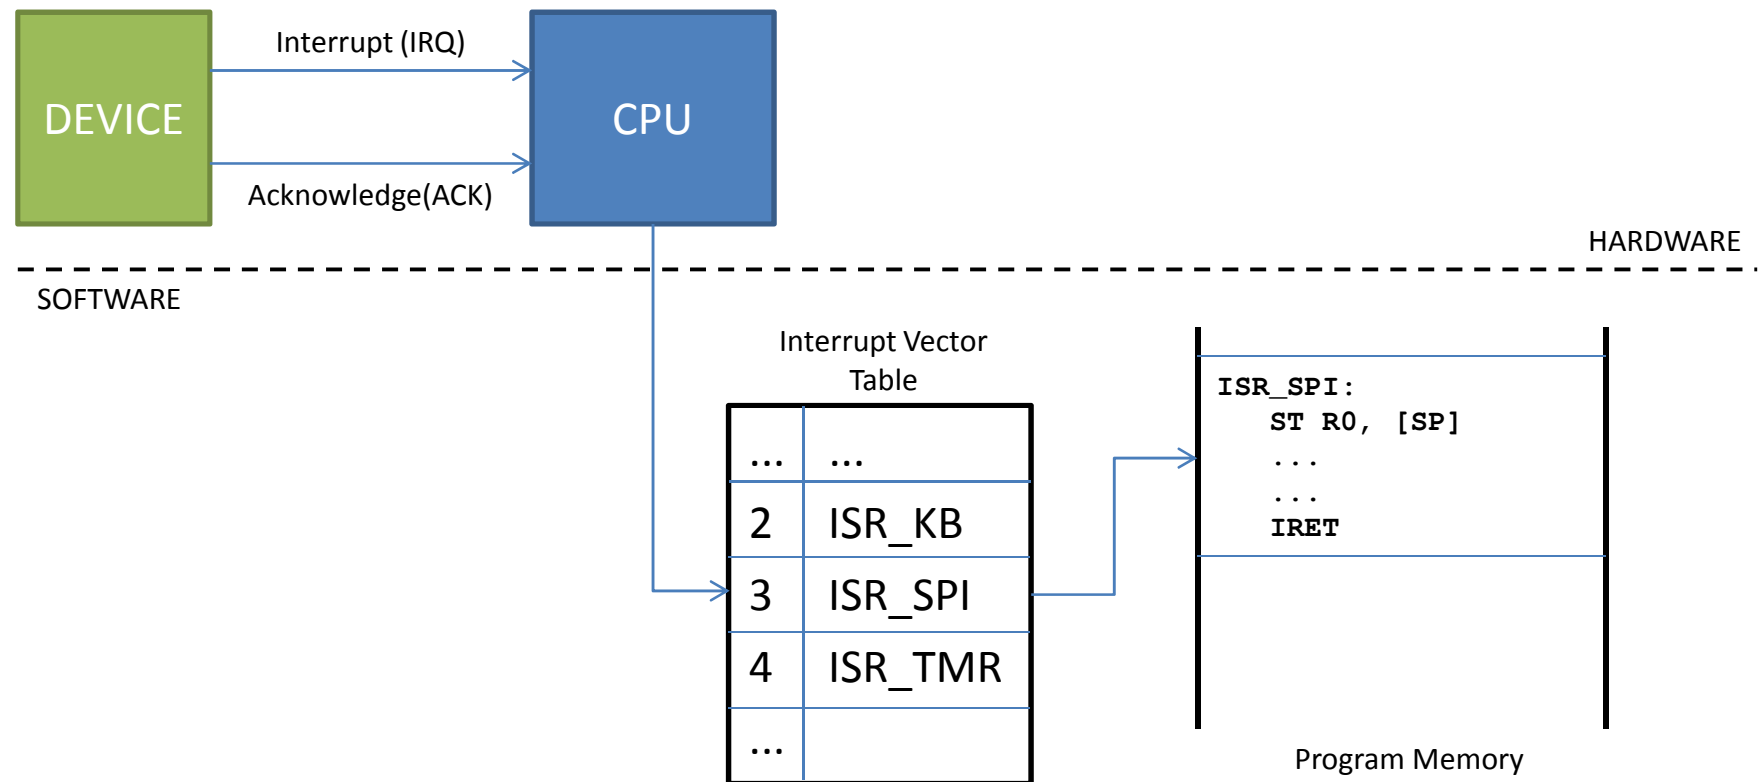 Interrupt (IRQ)
DEVICE
CPU
Acknowledge(ACK)
HARDWARE
SOFTWARE
Interrupt Vector
Table
... ...
2 ISR_KB
3 ISR_SPI
4 ISR_TMR
...
ISR_SPI:
ST R0, [SP]
...
...
IRET
Program Memory